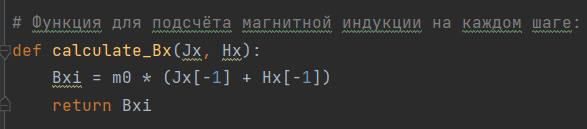 # Функция для подсчёта магнитной индукции на каждом шаге:
def calculate_Bx(Jx, Hx):
    Bxi = m0 * (Jx[-1] + Hx[-1])
    return Bxi